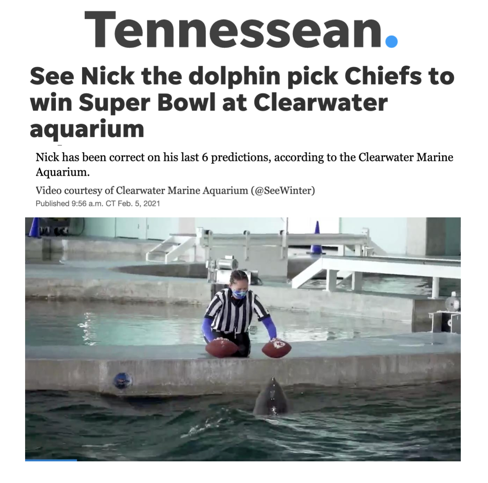 Tennessean.
See Nick the dolphin pick Chiefs to
win Super Bowl at Clearwater
aquarium
Nick has been correct on his last 6 predictions, according to the Clearwater Marine
Aquarium.
Video courtesy of Clearwater Marine Aquarium (@SeeWinter)
Published 9:56 a.m. CT Feb. 5, 2021